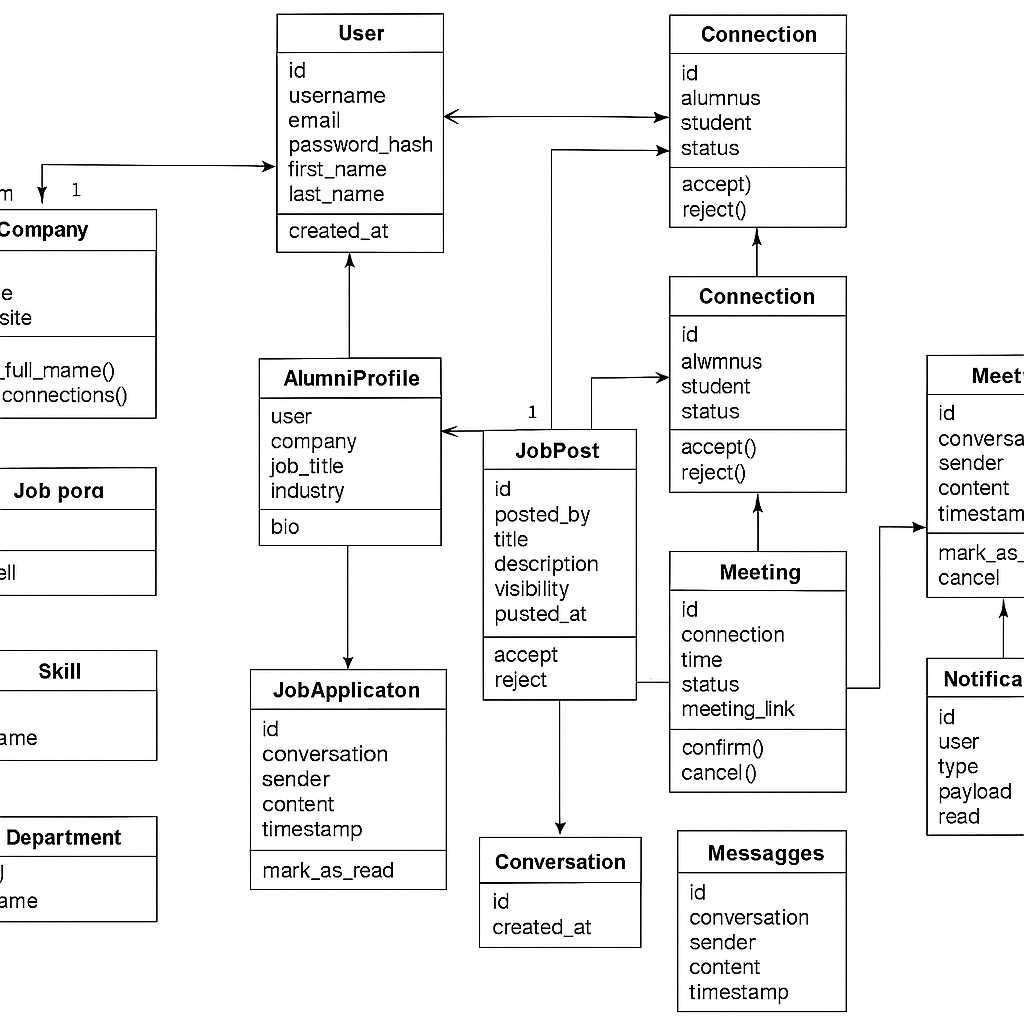 User
id
username
email
password_hash
first_name
last_name
created_at
Connection
id
alumnus
student
status
accept)
reject()
m
1
Company
e
site
_full_mame()
connections()
Connection
id
alwmnus
student
status
accept()
reject()
AlumniProfile
user
company
job_title
industry
bio
1
JobPost
id
posted_by
title
description
visibility
pusted_at
accept
reject
Meet
id
conversa
sender
content
timestam
mark_as_
cancel
Job pora
ell
Meeting
id
connection
time
status
meeting_link
confirm()
cancel()
Skill
ame
JobApplicaton
id
conversation
sender
content
timestamp
mark_as_read
Notifica
id
user
type
payload
read
Department
ame
Conversation
id
created_at
Messagges
id
conversation
sender
content
timestamp